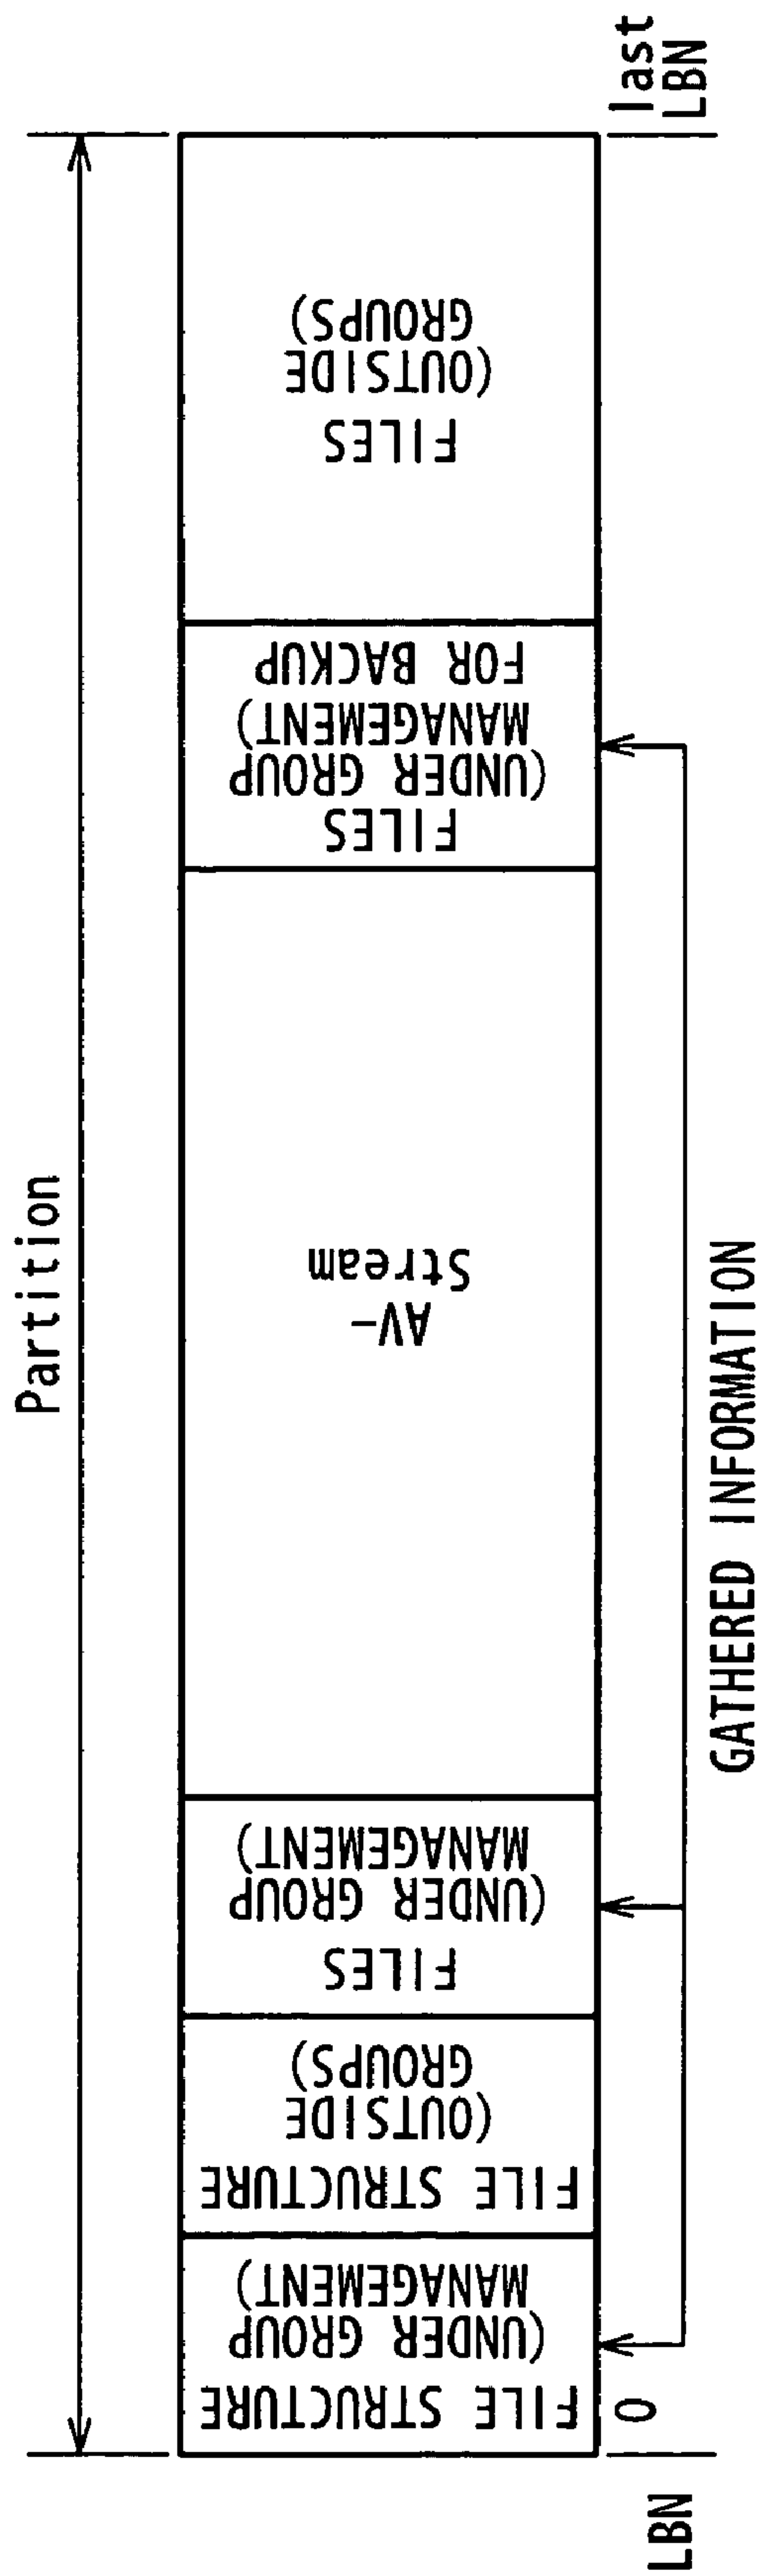 Partition
FILE STRUCTURE
(UNDER GROUP
MANAGEMENT)
FILE STRUCTURE
(OUTSIDE
GROUPS)
FILES
(UNDER GROUP
MANAGEMENT)
AV-
Stream
FILES
(UNDER GROUP
MANAGEMENT)
FOR BACKUP
FILES
(OUTSIDE
GROUPS)
LBN
0
last
LBN
GATHERED INFORMATION